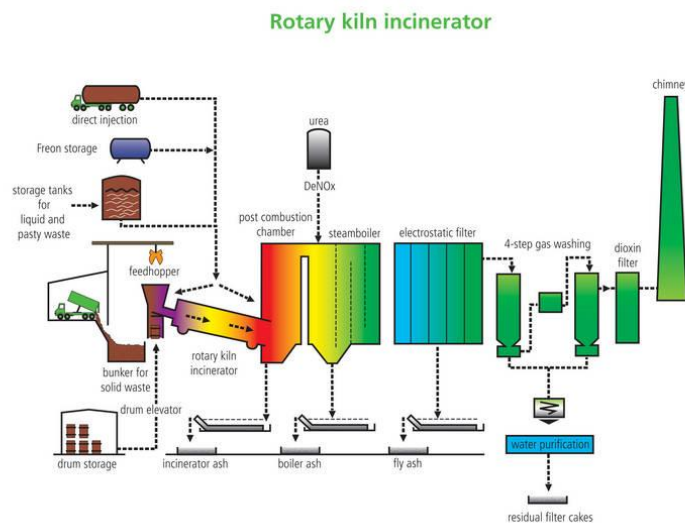 Rotary kiln incinerator
chimney
direct injection
urea
Freon storage
DeNOx
storage tanks
for
liquid and
pasty waste
post combustion
chamber
steamboiler
electrostatic filter
4-step gas washing
dioxin
filter
feedhopper
rotary kiln
incinerator
bunker for
solid waste
drum elevator
drum storage
incinerator ash
boiler ash
fly ash
water purification
residual filter cakes